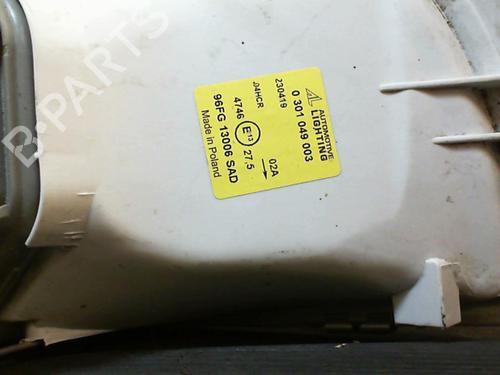 B-PARTS
AL AUTOMOTIVE LIGHTING
0 301 049 003
230419
02A
4746 E13 27,5
96FG 13006 SAD
Made in Poland